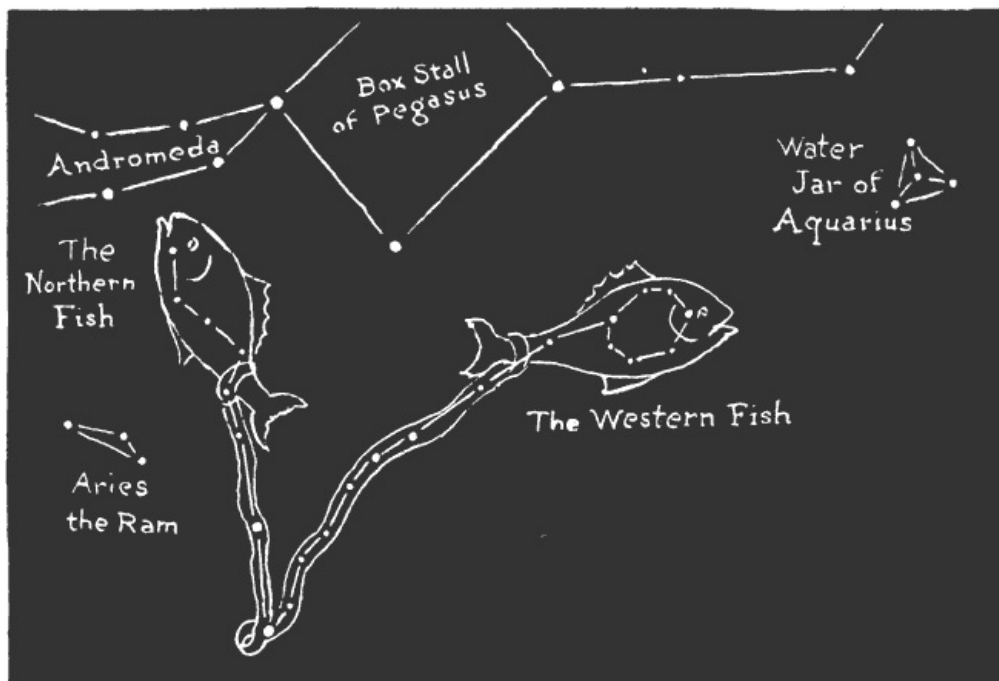 Box Stall
of Pegasus
Andromeda
Water
Jar of
Aquarius
The
Northern
Fish
The Western Fish
Aries
the Ram